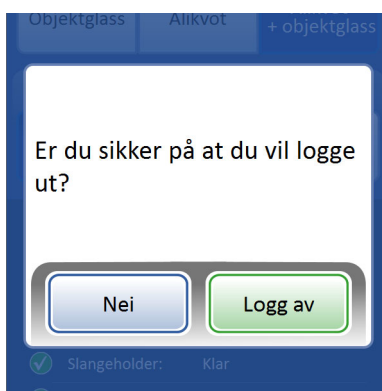 Objektglass Alikvot
+ objektglass
Er du sikker på at du vil logge
ut?
Nei Logg av
Slangeholder: Klar